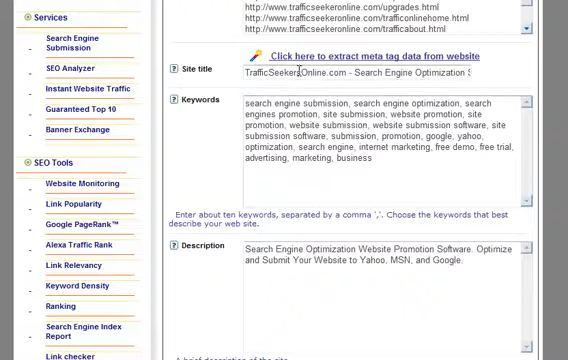 Services
Search Engine
Submission
SEO Analyzer
Instant Website Traffic
Guaranteed Top 10
Banner Exchange
SEO Tools
Website Monitoring
Link Popularity
Google PageRank™
Alexa Traffic Rank
Link Relevancy
Keyword Density
Ranking
Search Engine Index
Report
Link checker
http://www.trafficseekeronline.com/upgrades.html
http://www.trafficseekeronline.com/trafficonlinehome.html
http://www.trafficseekeronline.com/trafficabout.html
Click here to extract meta tag data from website
Site title
TrafficSeekersOnline.com - Search Engine Optimization S
Keywords
search engine submission, search engine optimization, search
engines promotion, site submission, website promotion, site
promotion, website submission, website submission software, site
submission software, submission, promotion, google, yahoo,
optimization, search engine, internet marketing, free demo, free trial,
advertising, marketing, business
Enter about ten keywords, separated by a comma ','. Choose the keywords that best
describe your web site.
Description
Search Engine Optimization Website Promotion Software. Optimize
and Submit Your Website to Yahoo, MSN, and Google.
A brief description of the site